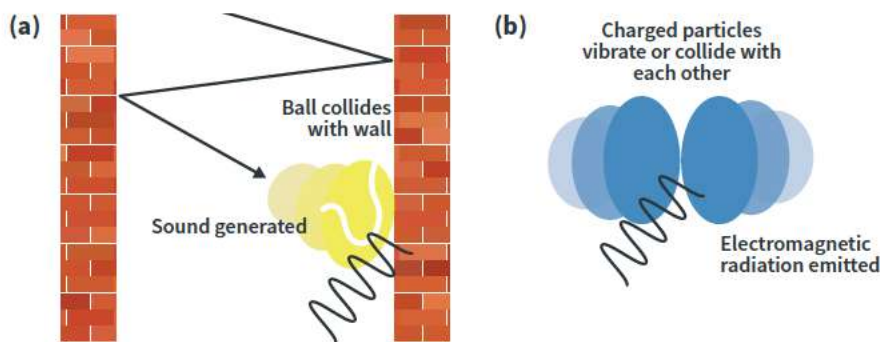 (a)
Ball collides
with wall
Sound generated
(b)
Charged particles
vibrate or collide with
each other
Electromagnetic
radiation emitted